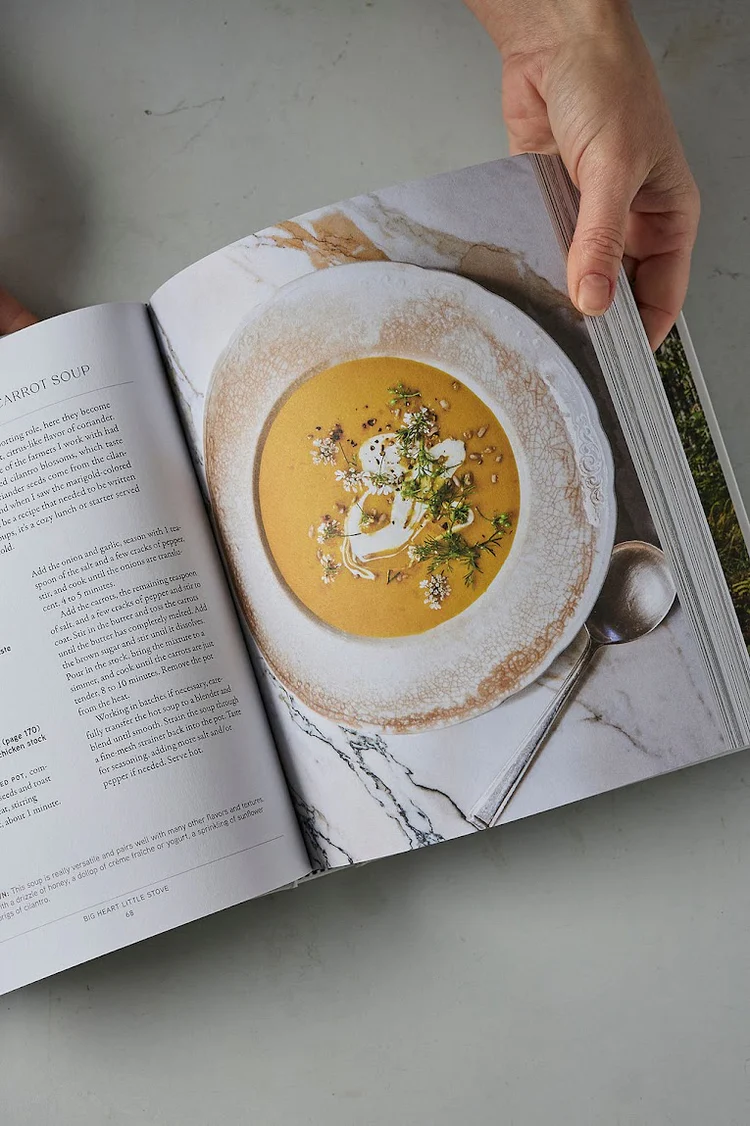 CARROT SOUP
orting role, here they become
t, citrus-like flavor of coriander.
e of the farmers I work with had
ed cilantro blossoms, which taste
riander seeds come from the cilan-
nd when I saw the marigold-colored
be a recipe that needed to be written
oups, it's a cozy lunch or starter served
old.
Add the onion and garlic, season with 1 tea-
spoon of the salt and a few cracks of pepper,
stir, and cook until the onions are translu-
cent, 4 to 5 minutes.
Add the carrots, the remaining teaspoon
of salt, and a few cracks of pepper and stir to
coat. Stir in the butter and toss the carrots
until the butter has completely melted. Add
the brown sugar and stir until it dissolves.
Pour in the stock, bring the mixture to a
simmer, and cook until the carrots are just
tender, 8 to 10 minutes. Remove the pot
from the heat.
Working in batches if necessary, care-
fully transfer the hot soup to a blender and
blend until smooth. Strain the soup through
a fine-mesh strainer back into the pot. Taste
for seasoning, adding more salt and/or
pepper if needed. Serve hot.
aste
(page 170)
chicken stock
ED POT, com-
seeds and toast
at, stirring
, about 1 minute.
N: This soup is really versatile and pairs well with many other flavors and textures.
ith a drizzle of honey, a dollop of crème fraîche or yogurt, a sprinkling of sunflower
rigs of cilantro.
BIG HEART LITTLE STOVE
68